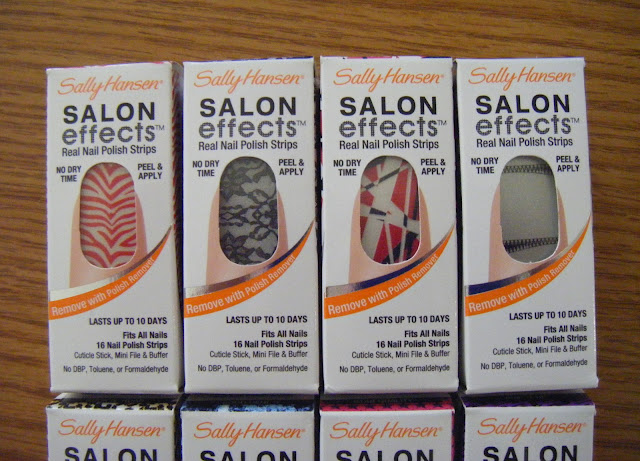 Sally Hansen®
SALON
effects™
Real Nail Polish Strips
NO DRY TIME
PEEL & APPLY
Remove with Polish Remover
LASTS UP TO 10 DAYS
Fits All Nails
16 Nail Polish Strips
Cuticle Stick, Mini File & Buffer
No DBP, Toluene, or Formaldehyde
Sally Hansen®
SALON
effects™
Real Nail Polish Strips
NO DRY TIME
PEEL & APPLY
Remove with Polish Remover
LASTS UP TO 10 DAYS
Fits All Nails
16 Nail Polish Strips
Cuticle Stick, Mini File & Buffer
No DBP, Toluene, or Formaldehyde
Sally Hansen®
SALON
effects™
Real Nail Polish Strips
NO DRY TIME
PEEL & APPLY
Remove with Polish Remover
LASTS UP TO 10 DAYS
Fits All Nails
16 Nail Polish Strips
Cuticle Stick, Mini File & Buffer
No DBP, Toluene, or Formaldehyde
Sally Hansen®
SALON
effects™
Real Nail Polish Strips
NO DRY TIME
PEEL & APPLY
Remove with Polish Remover
LASTS UP TO 10 DAYS
Fits All Nails
16 Nail Polish Strips
Cuticle Stick, Mini File & Buffer
No DBP, Toluene, or Formaldehyde
Sally Hansen®
SALON
Sally Hansen®
SALON
Sally Hansen®
SALON
Sally Hansen®
SALON